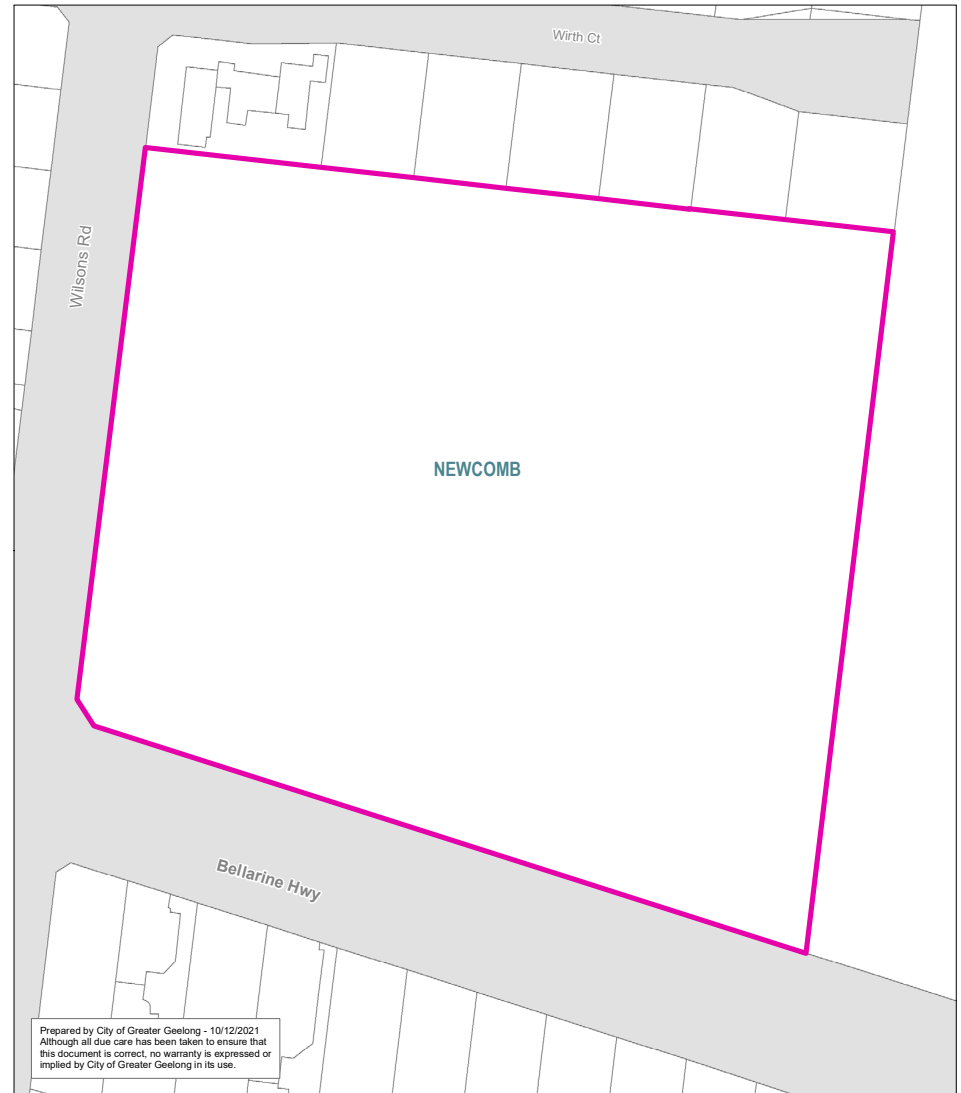 Wirth Ct
Wilsons Rd
NEWCOMB
Bellarine Hwy
Prepared by City of Greater Geelong - 10/12/2021
Although all due care has been taken to ensure that
this document is correct, no warranty is expressed or
implied by City of Greater Geelong in its use.